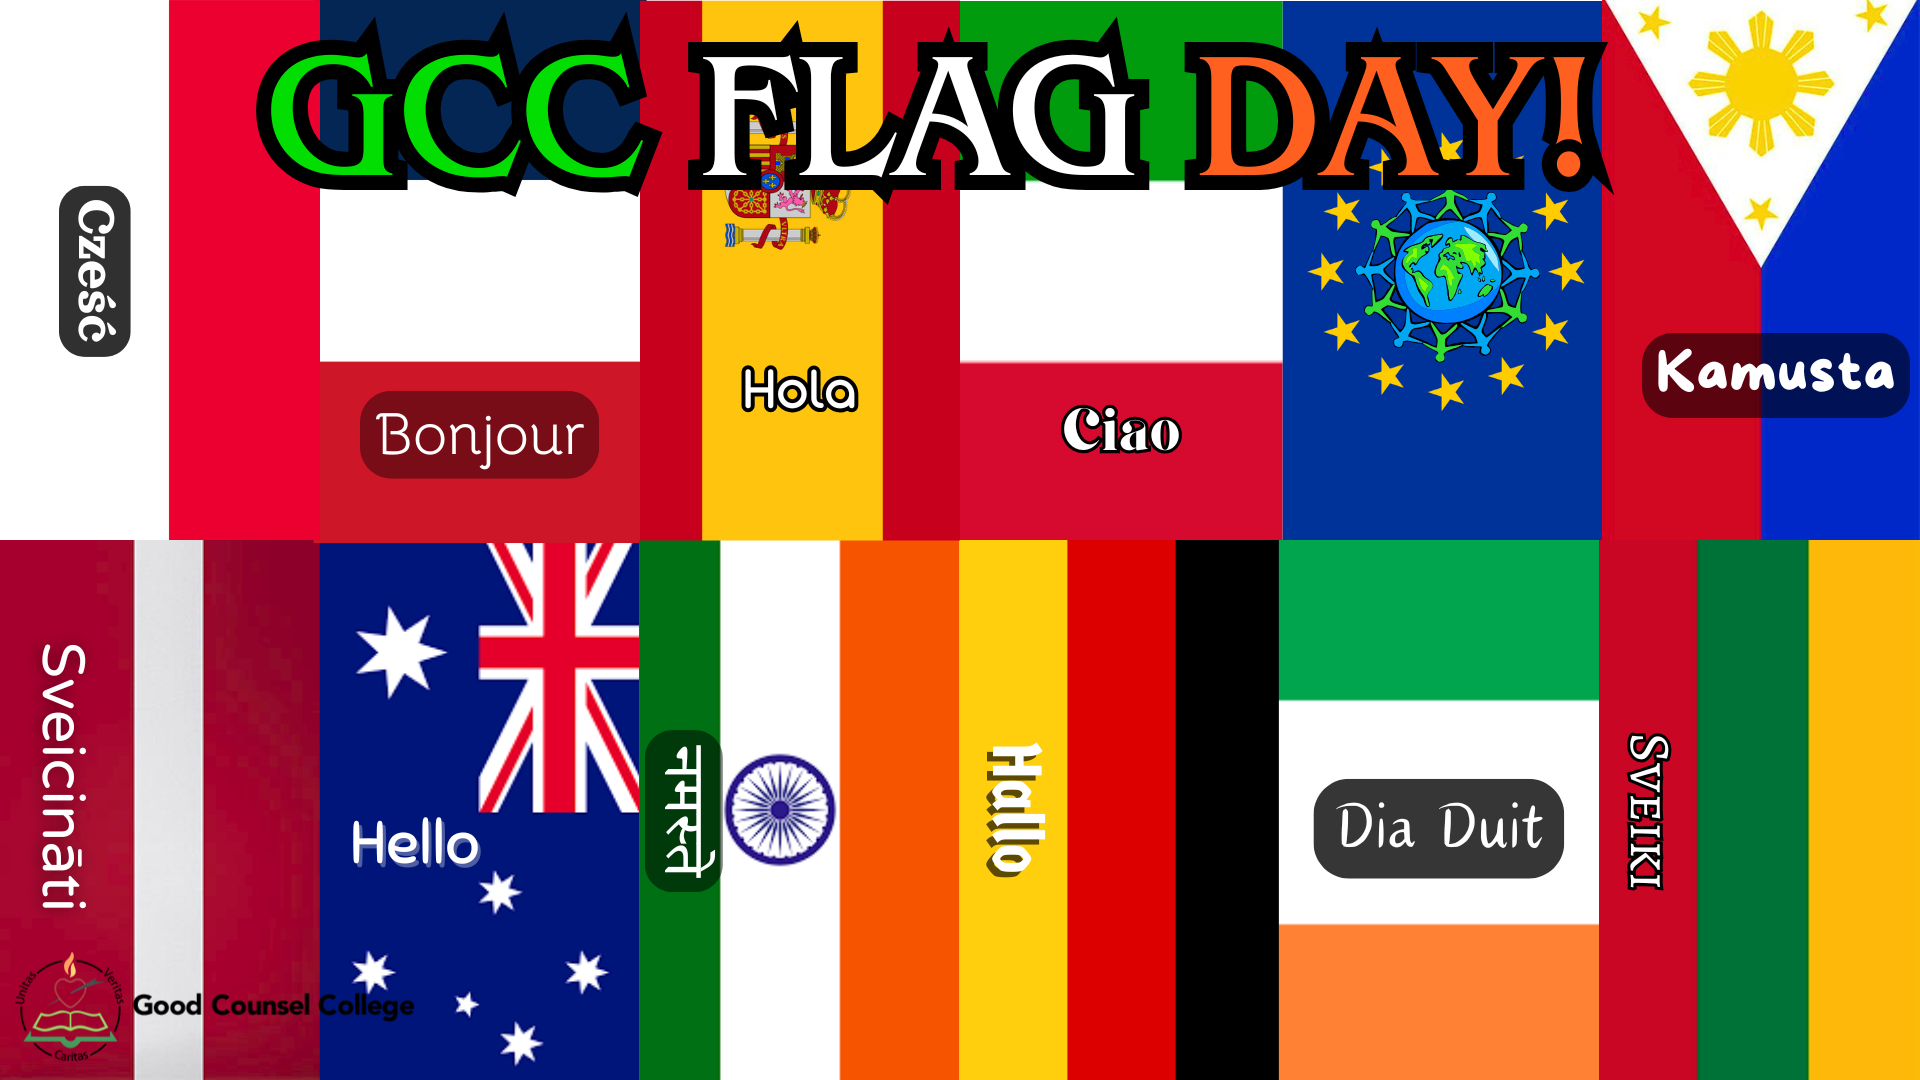 GCC FLAG DAY!
Cześć
Bonjour
Hola
Ciao
Kamusta
Sveicināti
Hello
नमस्ते
Hallo
Dia Duit
SVEIKI
Unitas
Veritas
Caritas
Good Counsel College